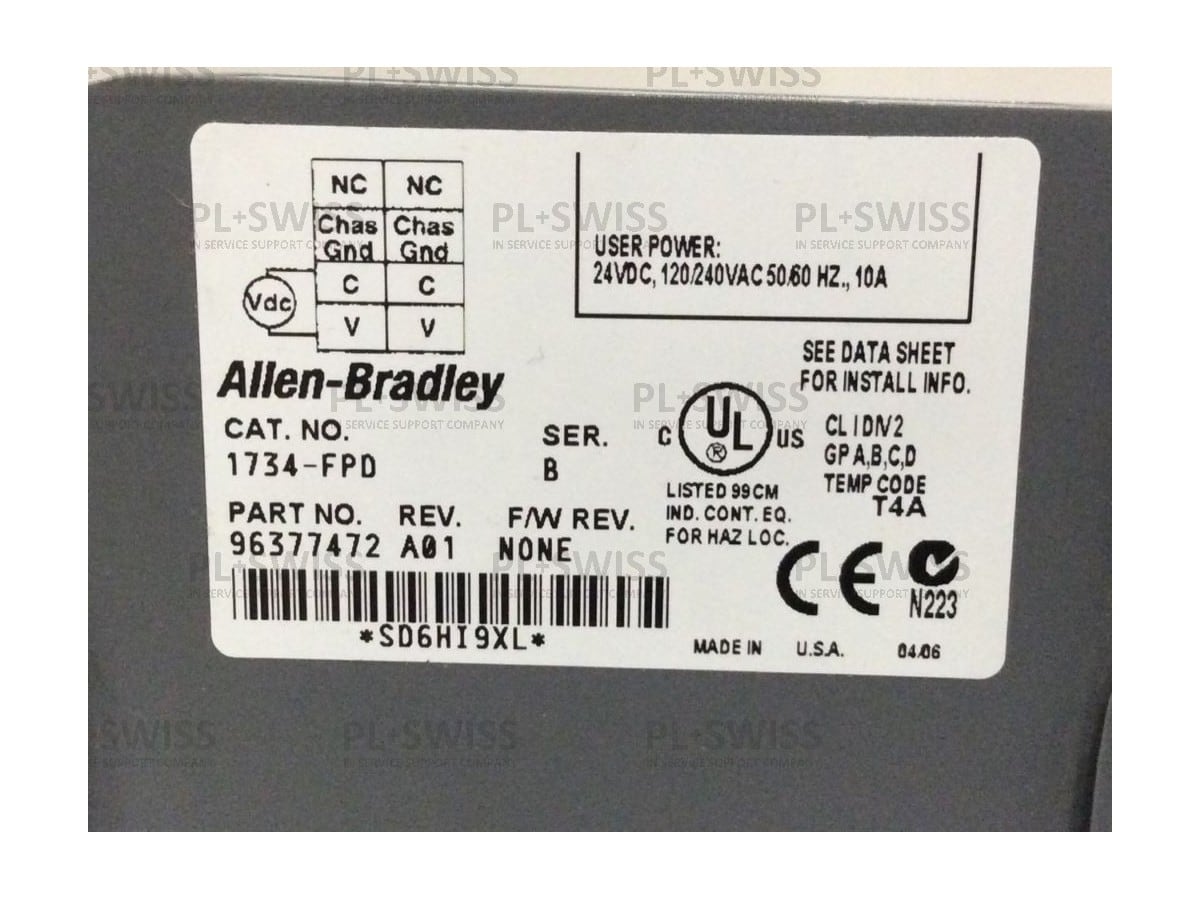 PL+SWISS
IN SERVICE SUPPORT COMPANY
NC NC
Chas Chas
Gnd Gnd
Vdc
C C
V V
USER POWER:
24VDC, 120/240VAC 50/60 HZ., 10A
Allen-Bradley
SEE DATA SHEET
FOR INSTALL INFO.
CAT. NO. SER.
1734-FPD B
C UL® US
CL I DIV 2
GP A,B,C,D
TEMP CODE
T4A
LISTED 99CM
IND. CONT. EQ.
FOR HAZ LOC.
PART NO. REV. F/W REV.
96377472 A01 NONE
CE
N223
*SD6HI9XL*
MADE IN U.S.A. 04.06